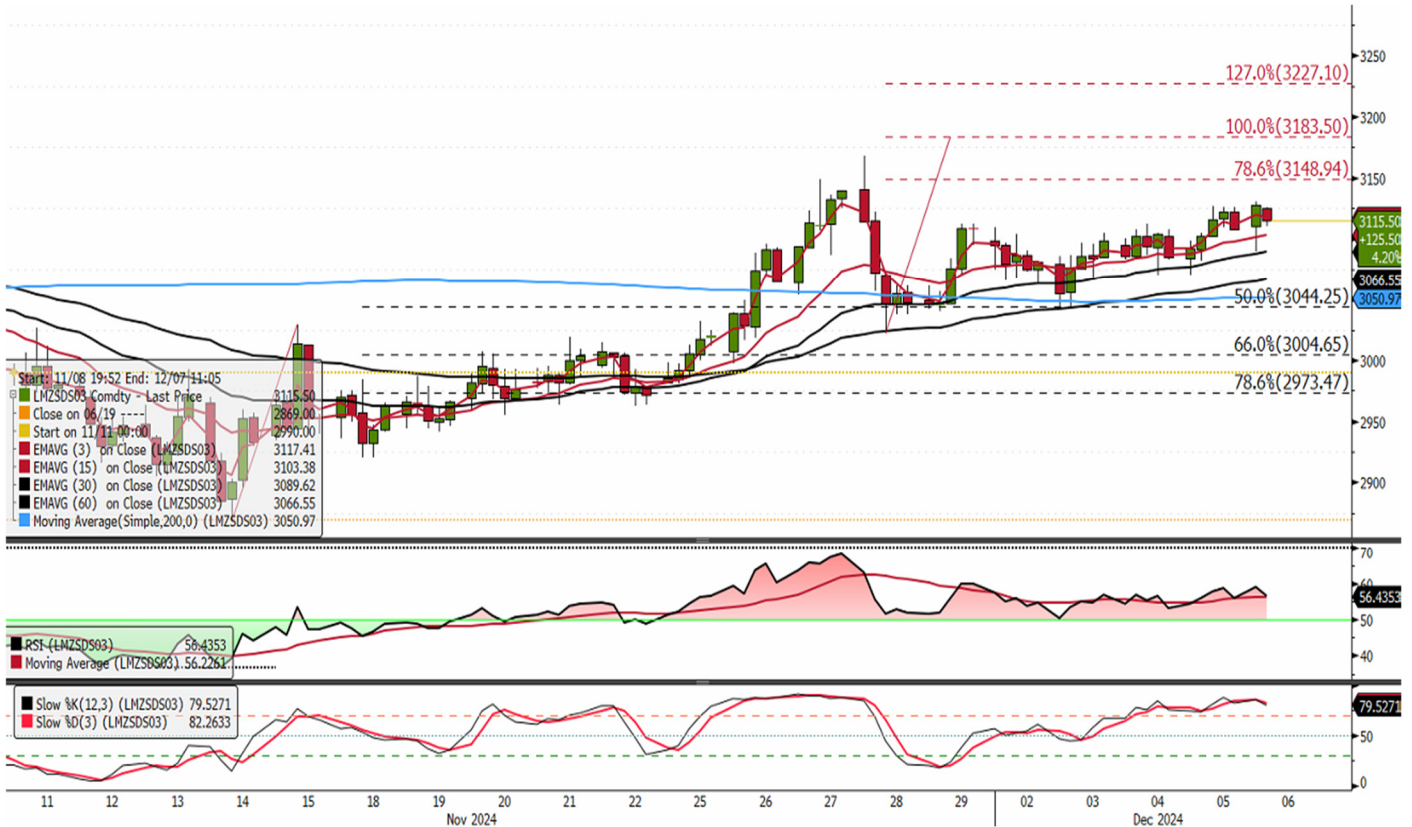 3250
127.0%(3227.10)
3200
100.0%(3183.50)
78.6%(3148.94)
3150
3115.50
+125.50
4.20%
3066.55
50.0%(3044.25)
3050.97
66.0%(3004.65)
3000
78.6%(2973.47)
2950
2900
Start: 11/08 19:52 End: 12/07 11:05
LMZSDS03 Comdty - Last Price 3115.50
Close on 06/19 ---- 2869.00
Start on 11/11 00:00 2990.00
EMAVG (3) on Close (LMZSDS03) 3117.41
EMAVG (15) on Close (LMZSDS03) 3103.38
EMAVG (30) on Close (LMZSDS03) 3089.62
EMAVG (60) on Close (LMZSDS03) 3066.55
Moving Average(Simple,200,0) (LMZSDS03) 3050.97
70
60
56.4353
50
40
RSI (LMZSDS03) 56.4353
Moving Average (LMZSDS03) 56.2261
Slow %K(12,3) (LMZSDS03) 79.5271
Slow %D(3) (LMZSDS03) 82.2633
79.5271
50
0
11 12 13 14 15 18 19 20 21 22 25 26 27 28 29 02 03 04 05 06
Nov 2024 Dec 2024